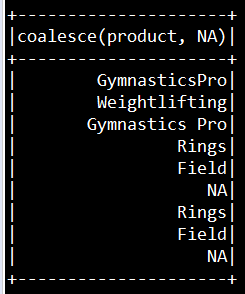 +--------------------+
|coalesce(product, NA)|
+--------------------+
| GymnasticsPro|
| Weightlifting|
| Gymnastics Pro|
| Rings|
| Field|
| NA|
| Rings|
| Field|
| NA|
+--------------------+